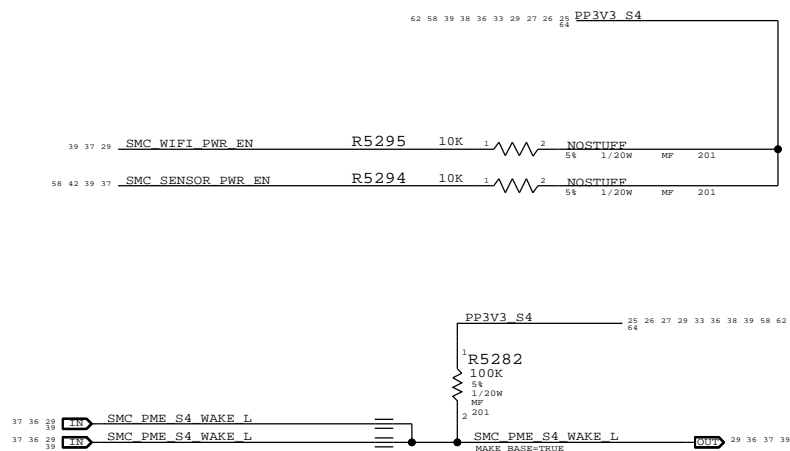 62 58 39 38 36 33 29 27 26 25 PP3V3_S4
64
39 37 29 SMC_WIFI_PWR_EN R5295 10K 1 2 NOSTUFF
5% 1/20W MF 201
58 42 39 37 SMC_SENSOR_PWR_EN R5294 10K 1 2 NOSTUFF
5% 1/20W MF 201
PP3V3_S4 25 26 27 29 33 36 38 39 58 62
64
1 R5282
100K
5%
1/20W
MF
2 201
37 36 29 IN SMC_PME_S4_WAKE_L
39
37 36 29 IN SMC_PME_S4_WAKE_L SMC_PME_S4_WAKE_L OUT 29 36 37 39
39 MAKE_BASE=TRUE